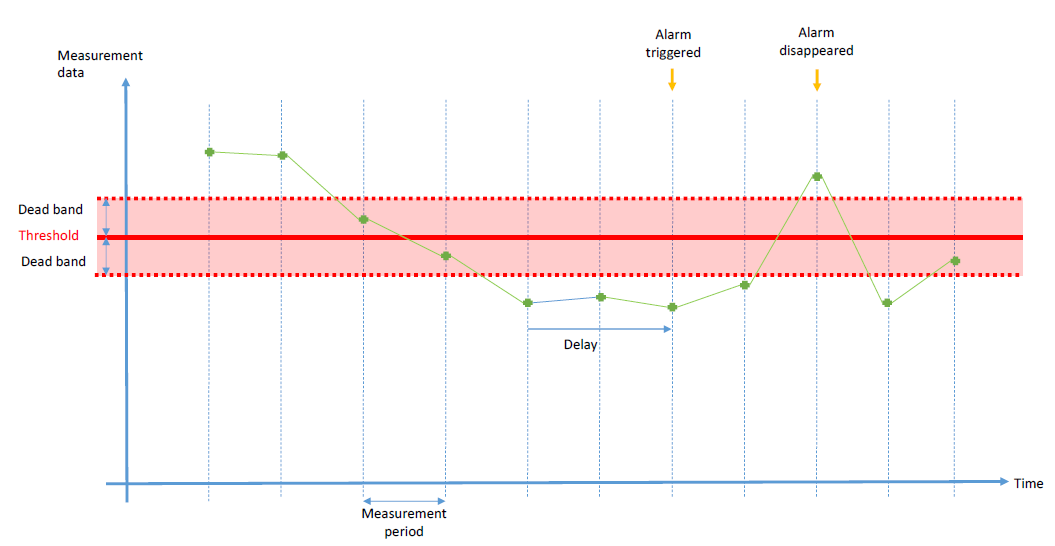 Alarm
triggered
Alarm
disappeared
Measurement
data
Dead band
Threshold
Dead band
Delay
Time
Measurement
period